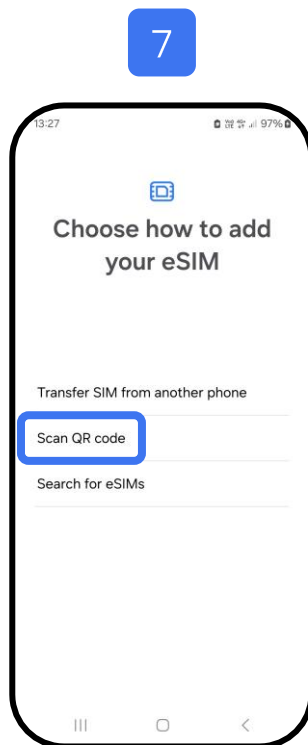 7
13:27
97%
Choose how to add
your eSIM
Transfer SIM from another phone
Scan QR code
Search for eSIMs